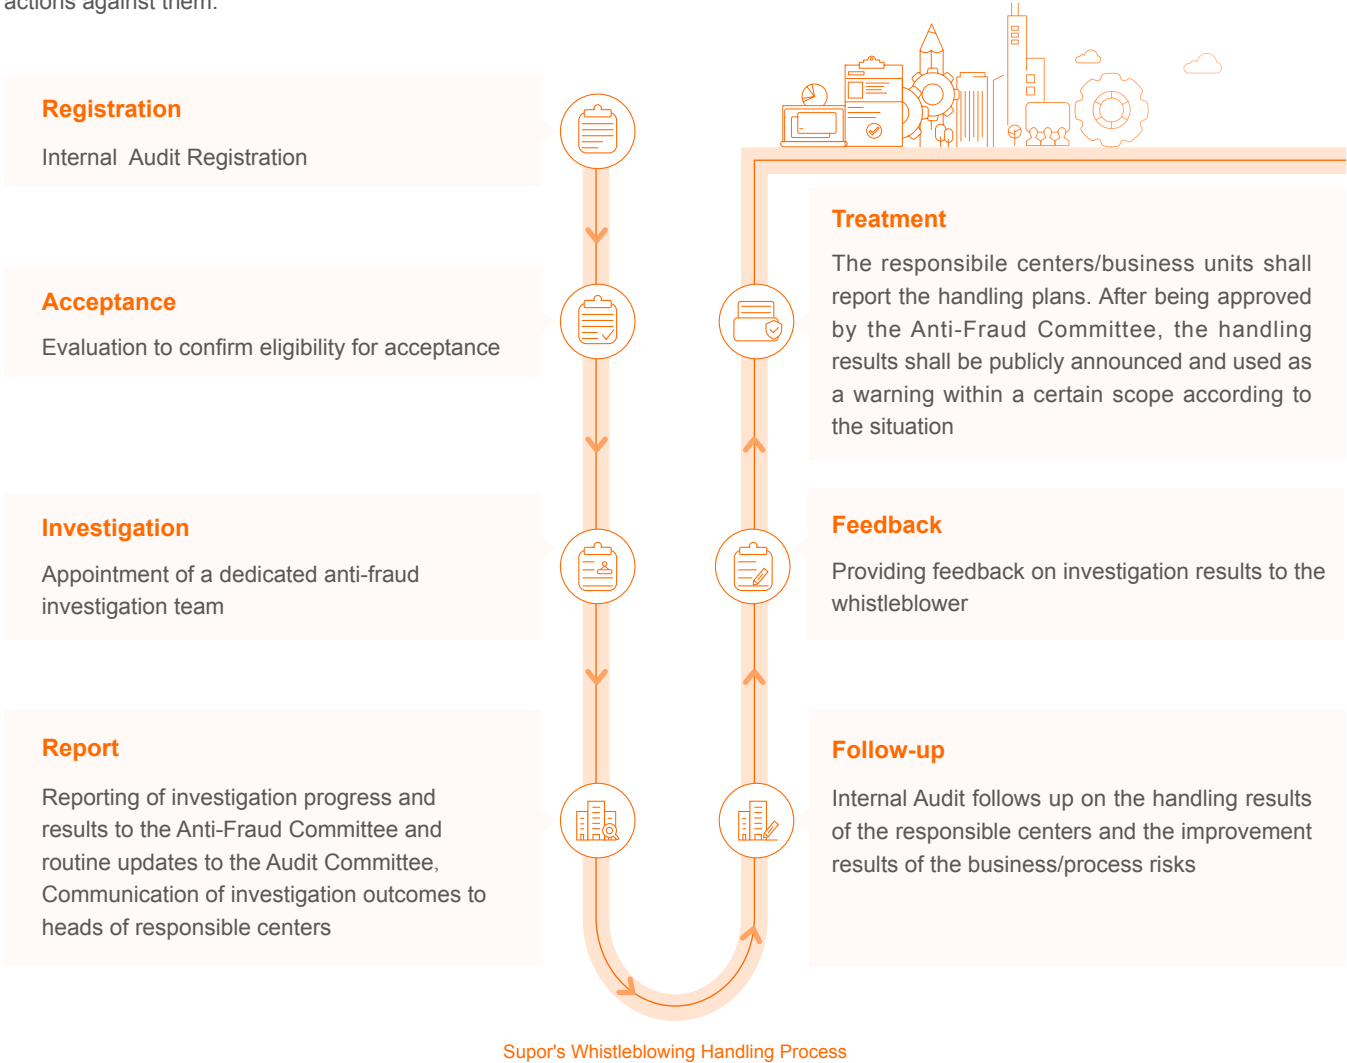 actions against them.
Registration
Internal Audit Registration
Acceptance
Evaluation to confirm eligibility for acceptance
Investigation
Appointment of a dedicated anti-fraud
investigation team
Report
Reporting of investigation progress and
results to the Anti-Fraud Committee and
routine updates to the Audit Committee,
Communication of investigation outcomes to
heads of responsible centers
Follow-up
Internal Audit follows up on the handling results
of the responsible centers and the improvement
results of the business/process risks
Feedback
Providing feedback on investigation results to the
whistleblower
Treatment
The responsibile centers/business units shall
report the handling plans. After being approved
by the Anti-Fraud Committee, the handling
results shall be publicly announced and used as
a warning within a certain scope according to
the situation
Supor's Whistleblowing Handling Process